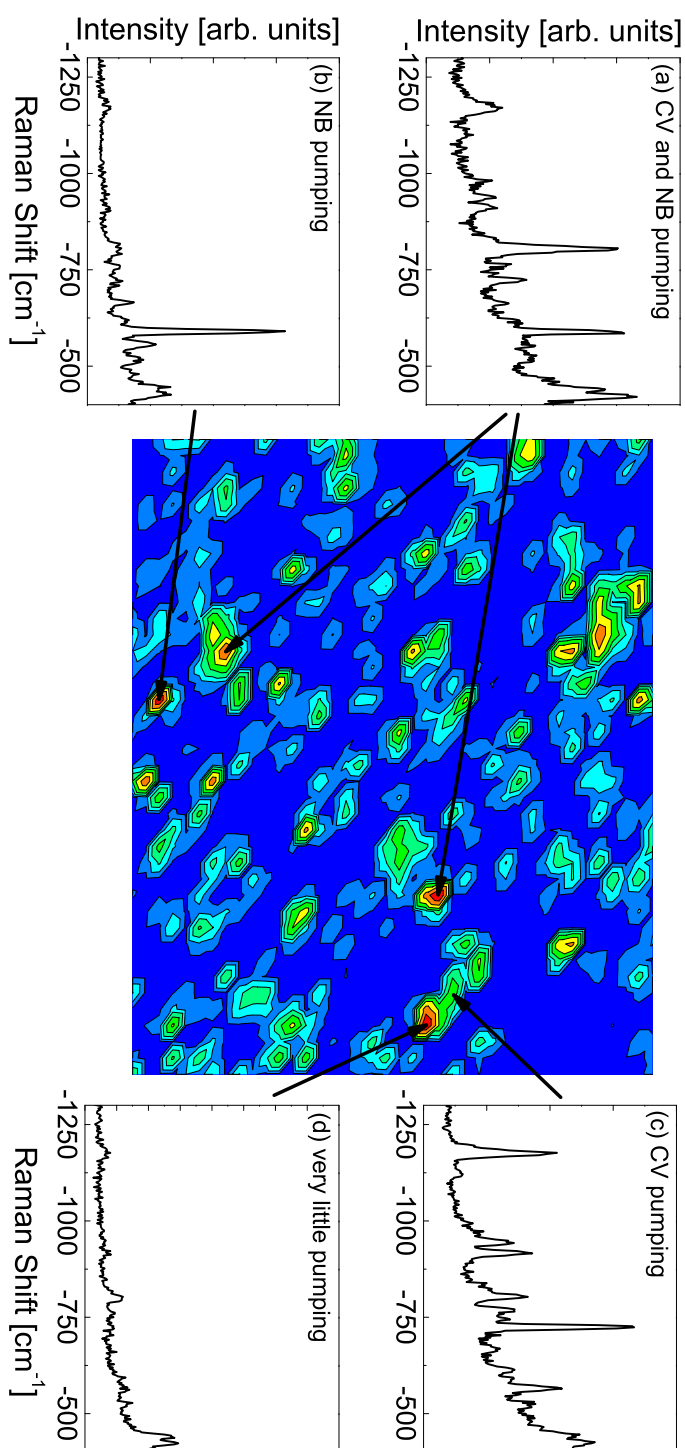 (a) CV and NB pumping
Intensity [arb. units]
-1250 -1000 -750 -500
(b) NB pumping
Intensity [arb. units]
-1250 -1000 -750 -500
Raman Shift [cm-1]
(c) CV pumping
-1250 -1000 -750 -500
(d) very little pumping
-1250 -1000 -750 -500
Raman Shift [cm-1]